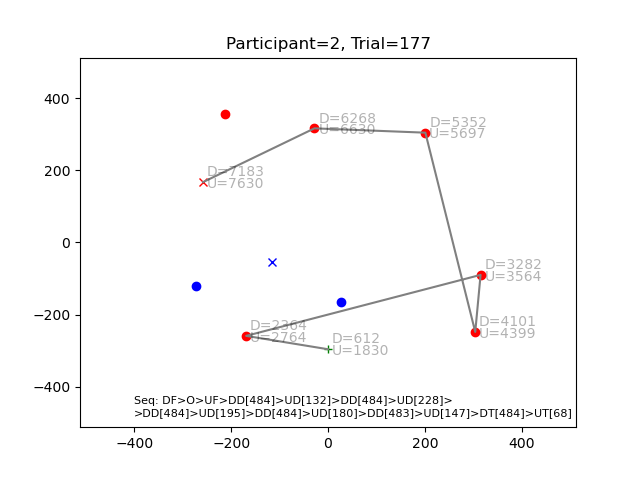 Participant=2, Trial=177
400
200
0
−200
−400
−400
−200
0
200
400
D=6268
U=6630
D=5352
U=5697
D=7183
U=7630
D=3282
U=3564
D=4101
U=4399
D=2364
U=2764
D=612
U=1830
Seq: DF>O>UF>DD[484]>UD[132]>DD[484]>UD[228]>
>DD[484]>UD[195]>DD[484]>UD[180]>DD[483]>UD[147]>DT[484]>UT[68]